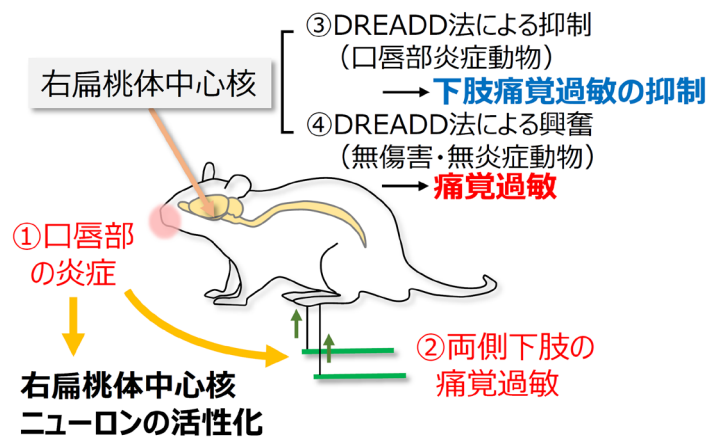 右扁桃体中心核
③DREADD法による抑制
（口唇部炎症動物）
下肢痛覚過敏の抑制
④DREADD法による興奮
（無傷害・無炎症動物）
痛覚過敏
①口唇部
の炎症
右扁桃体中心核
ニューロンの活性化
②両側下肢の
痛覚過敏